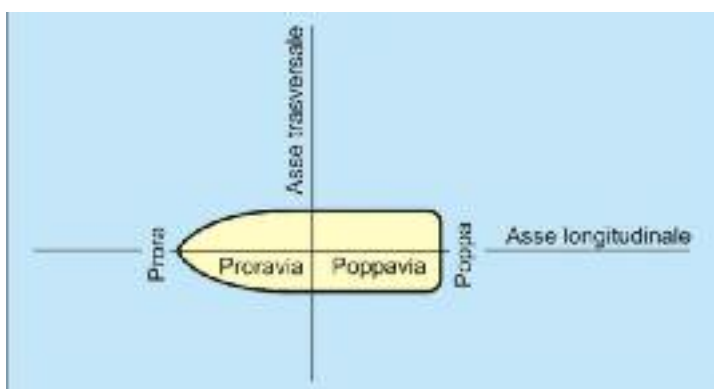 Asse trasversale
Prora
Proravia
Poppavia
Poppa
Asse longitudinale